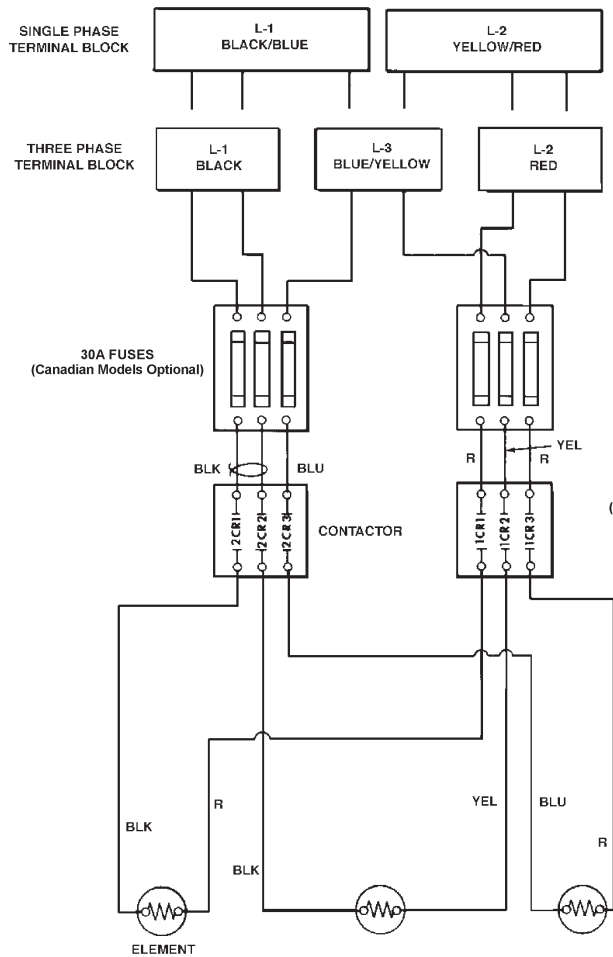 SINGLE PHASE
TERMINAL BLOCK
L-1
BLACK/BLUE
L-2
YELLOW/RED
THREE PHASE
TERMINAL BLOCK
L-1
BLACK
L-3
BLUE/YELLOW
L-2
RED
30A FUSES
(Canadian Models Optional)
BLK
BLU
R
R
YEL
2CR1
2CR2
2CR3
CONTACTOR
1CR1
1CR2
1CR3
(
BLK
R
BLK
YEL
BLU
R
ELEMENT